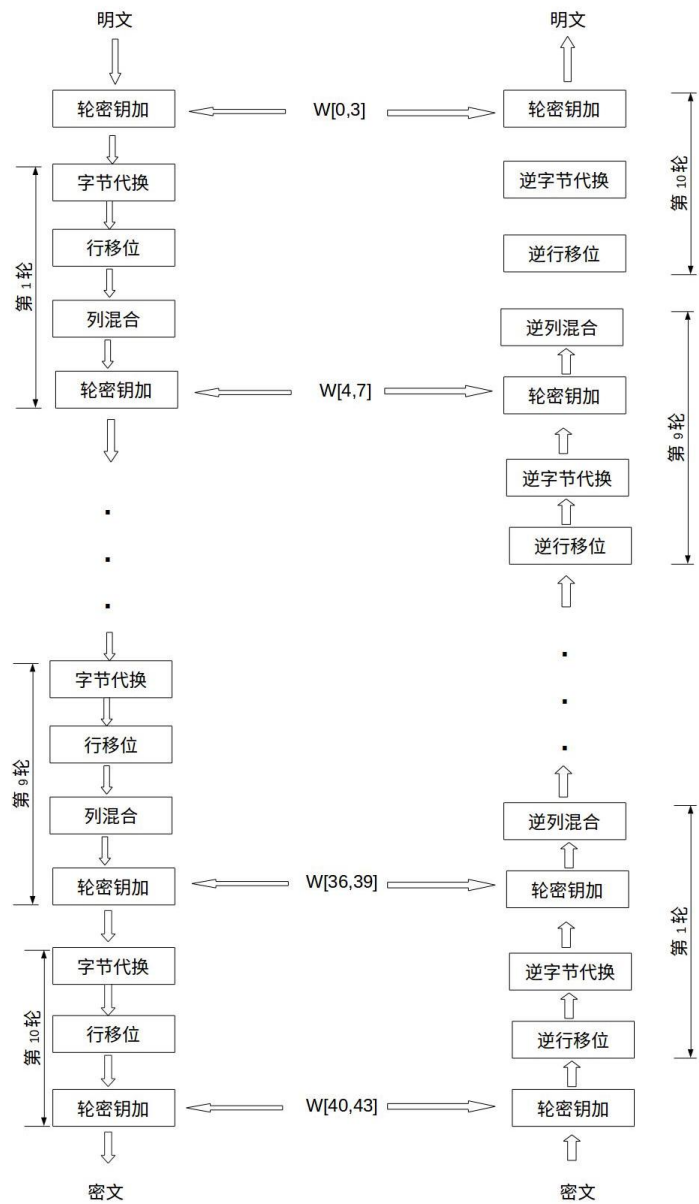 明文
明文
轮密钥加
W[0,3]
轮密钥加
字节代换
逆字节代换
第 10 轮
行移位
逆行移位
第 1 轮
列混合
逆列混合
轮密钥加
W[4,7]
轮密钥加
第 9 轮
逆字节代换
逆行移位
字节代换
行移位
第 9 轮
列混合
逆列混合
轮密钥加
W[36,39]
轮密钥加
第 1 轮
字节代换
逆字节代换
行移位
逆行移位
第 10 轮
轮密钥加
W[40,43]
轮密钥加
密文
密文